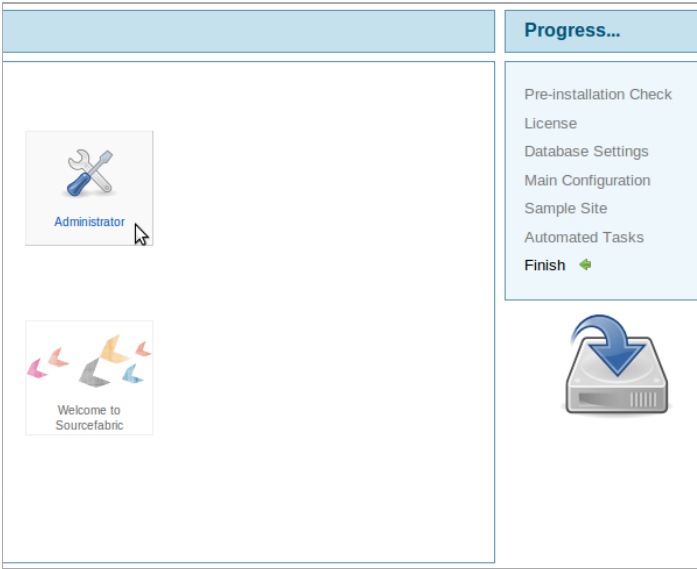 Progress...
Administrator
Welcome to
Sourcefabric
Pre-installation Check
License
Database Settings
Main Configuration
Sample Site
Automated Tasks
Finish